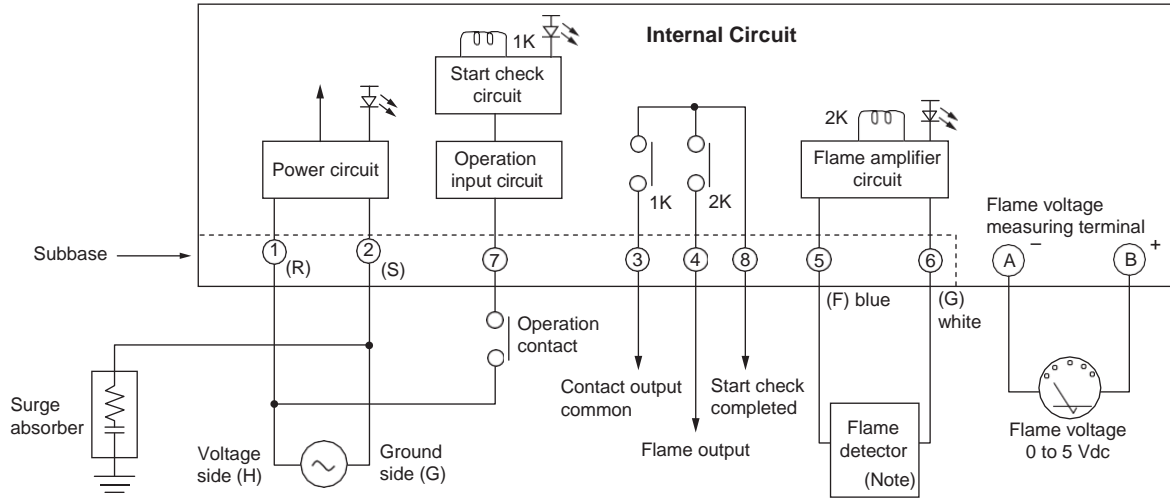 Internal Circuit
1K
Start check
circuit
2K
Power circuit
Operation
input circuit
Flame amplifier
circuit
1K
2K
Flame voltage
measuring terminal
Subbase
1
(R)
2
(S)
7
3
4
8
5
6
A
−
B
+
(F) blue
(G)
white
Operation
contact
Contact output
common
Start check
completed
Surge
absorber
Voltage
side (H)
Ground
side (G)
Flame output
Flame
detector
(Note)
Flame voltage
0 to 5 Vdc